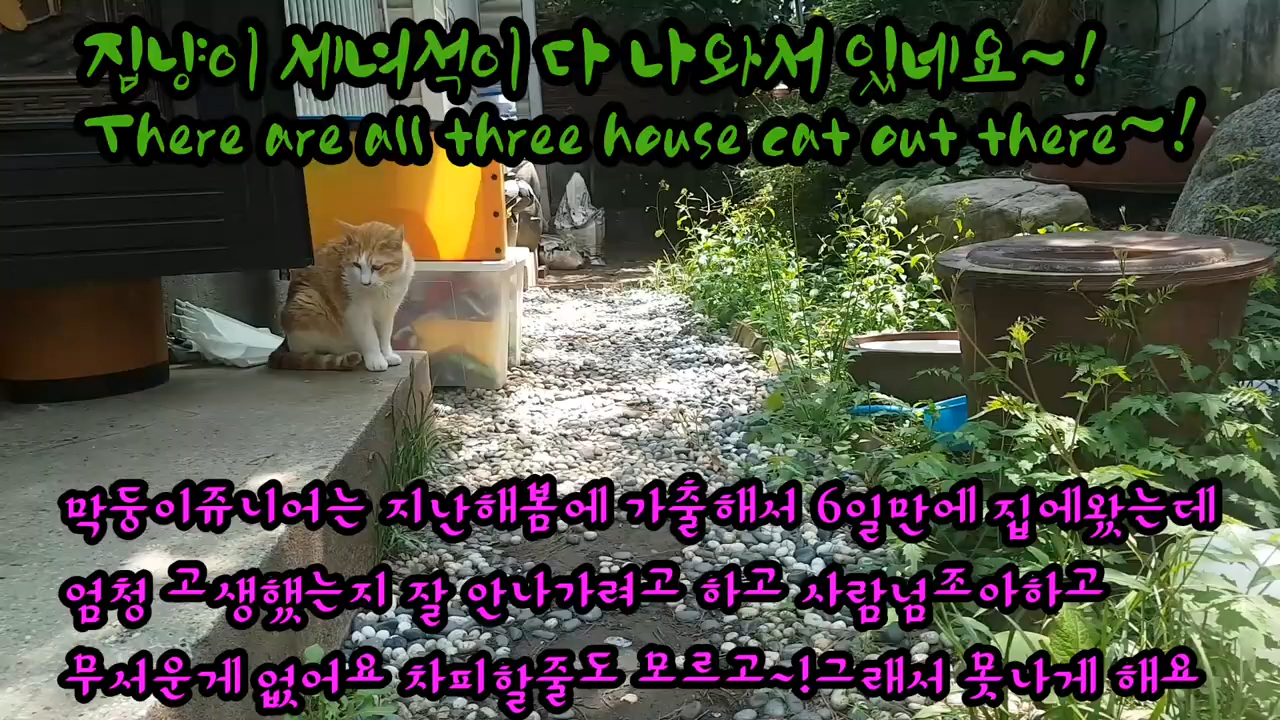 집냥이 세녀석이 다 나와서 있네요~!
There are all three house cat out there~!
막둥이쥬니어는 지난해봄에 가출해서 6일만에 집에왔는데
엄청 고생했는지 잘 안나가려고 하고 사람넘조아하고
무서운게 없어요 차피할줄도 모르고~!그래서 못나게 해요